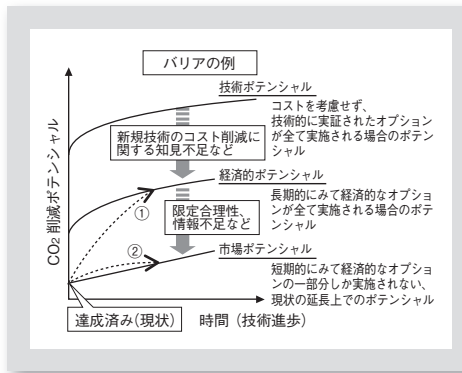 バリアの例
技術ポテンシャル
コストを考慮せず、
技術的に実証されたオプション
が全て実施される場合のポテン
シャル
新規技術のコスト削減に
関する知見不足など
経済的ポテンシャル
長期的にみて経済的なオプショ
ンが全て実施される場合のポテ
ンシャル
①
限定合理性、
情報不足など
②
市場ポテンシャル
短期的にみて経済的なオプショ
ンの一部分しか実施されない、
現状の延長上でのポテンシャル
CO2削減ポテンシャル
達成済み(現状)
時間（技術進歩）